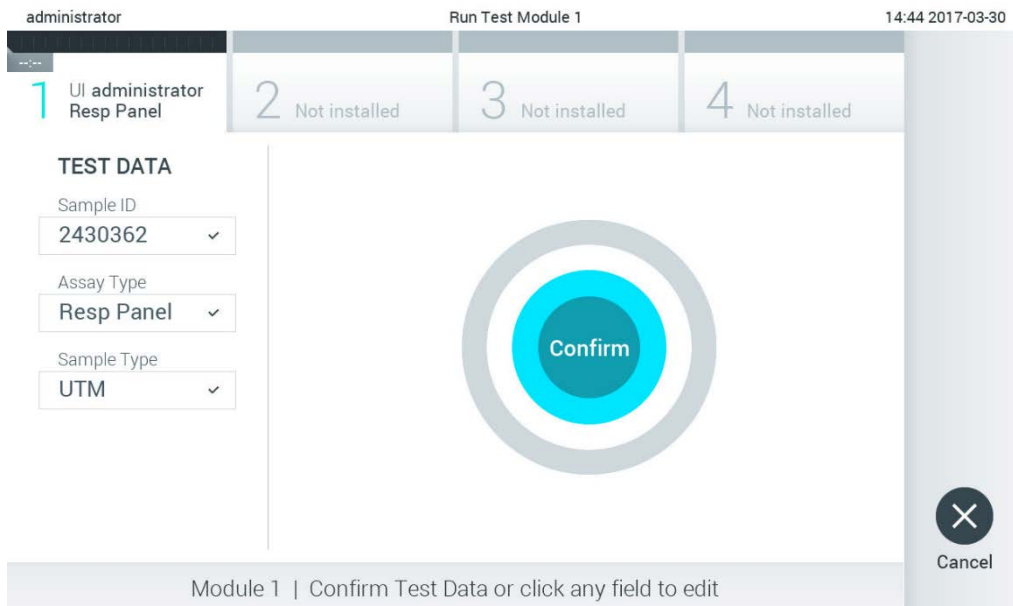 administrator
Run Test Module 1
14:44 2017-03-30
--:--
1
UI administrator
Resp Panel
2 Not installed
3 Not installed
4 Not installed
TEST DATA
Sample ID
2430362
Assay Type
Resp Panel
Sample Type
UTM
Confirm
Cancel
Module 1 | Confirm Test Data or click any field to edit